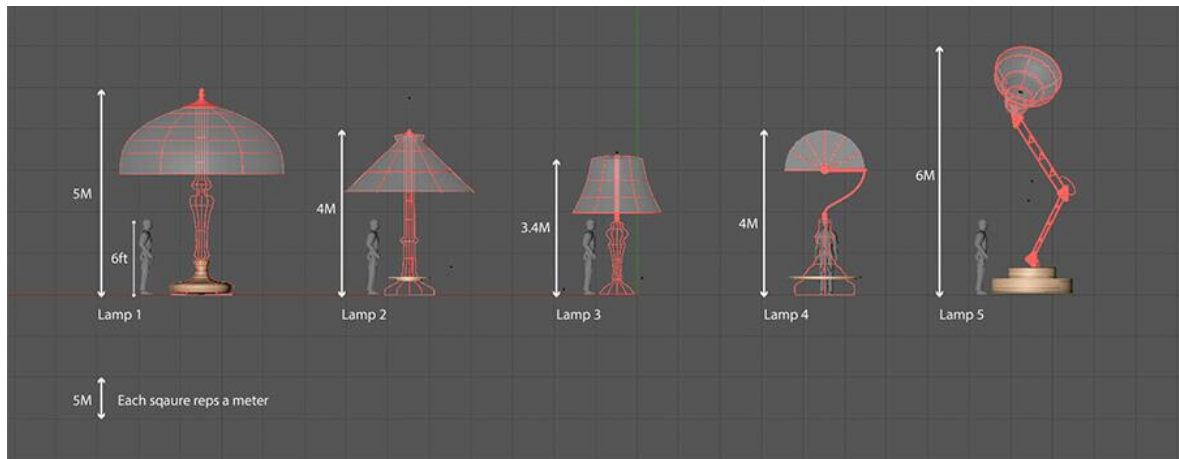 5M
6ft
Lamp 1
4M
Lamp 2
3.4M
Lamp 3
4M
Lamp 4
6M
Lamp 5
5M Each sqaure reps a meter